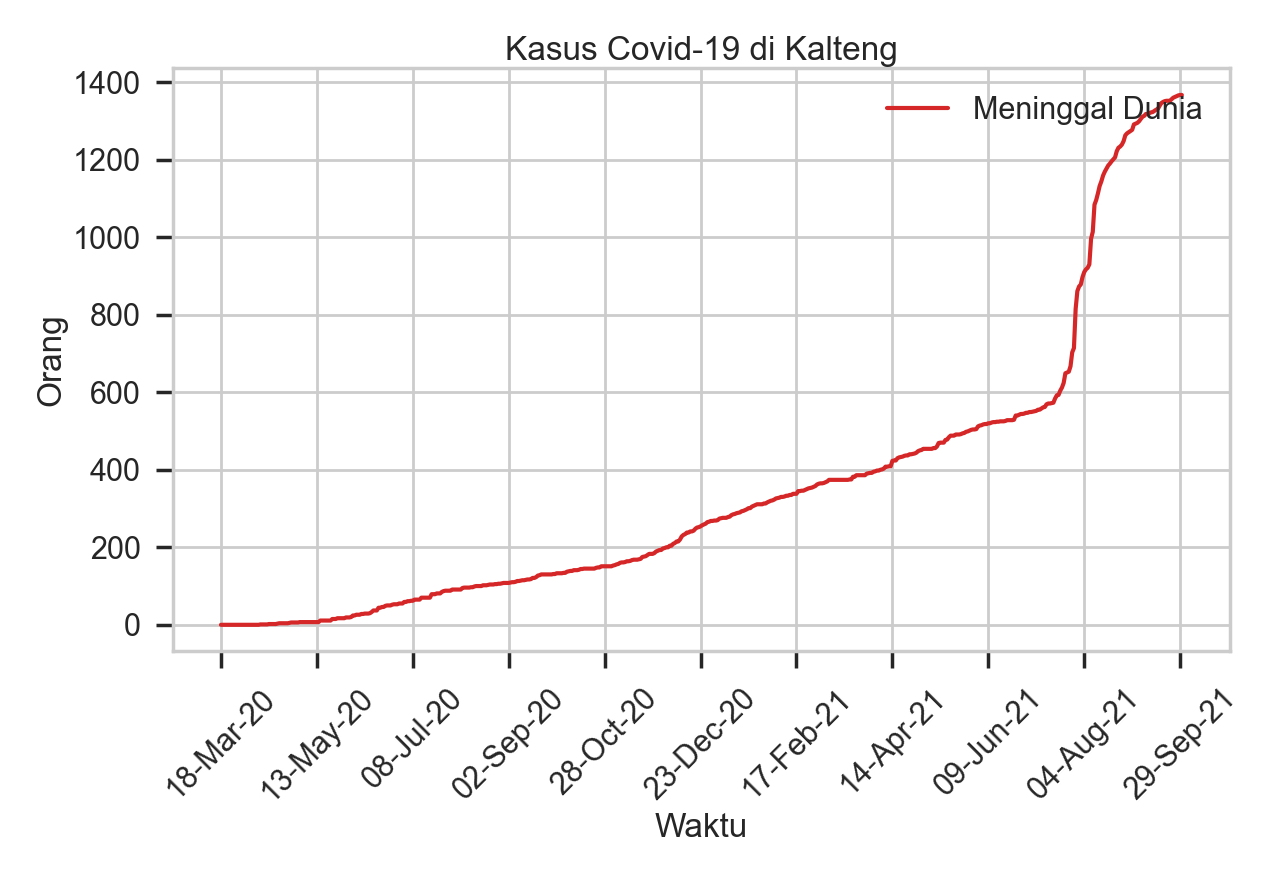 Kasus Covid-19 di Kalteng
Meninggal Dunia
1400
1200
1000
800
600
400
200
0
Orang
18-Mar-20
13-May-20
08-Jul-20
02-Sep-20
28-Oct-20
23-Dec-20
17-Feb-21
14-Apr-21
09-Jun-21
04-Aug-21
29-Sep-21
Waktu